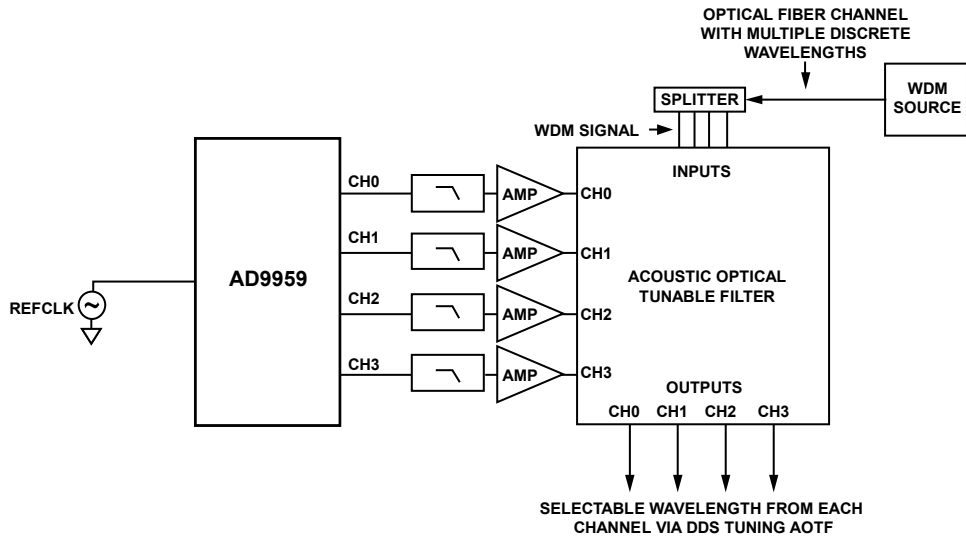 OPTICAL FIBER CHANNEL
WITH MULTIPLE DISCRETE
WAVELENGTHS
WDM
SOURCE
SPLITTER
WDM SIGNAL
INPUTS
CH0
AMP
CH0
CH1
AMP
CH1
AD9959
ACOUSTIC OPTICAL
TUNABLE FILTER
REFCLK
CH2
AMP
CH2
CH3
AMP
CH3
OUTPUTS
CH0 CH1 CH2 CH3
SELECTABLE WAVELENGTH FROM EACH
CHANNEL VIA DDS TUNING AOTF